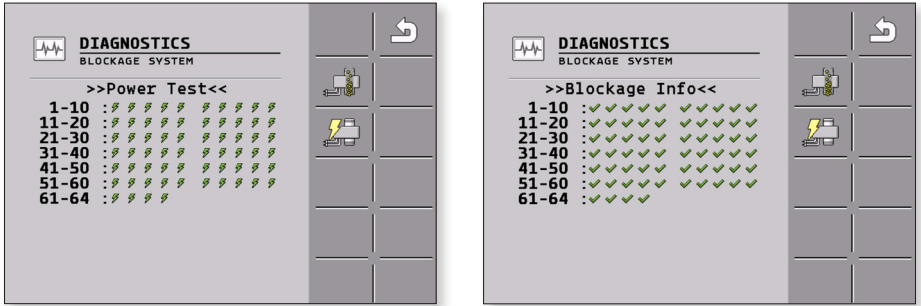 DIAGNOSTICS
BLOCKAGE SYSTEM
>>Power Test<<
1-10 :
11-20 :
21-30 :
31-40 :
41-50 :
51-60 :
61-64 :
DIAGNOSTICS
BLOCKAGE SYSTEM
>>Blockage Info<<
1-10 :
11-20 :
21-30 :
31-40 :
41-50 :
51-60 :
61-64 :